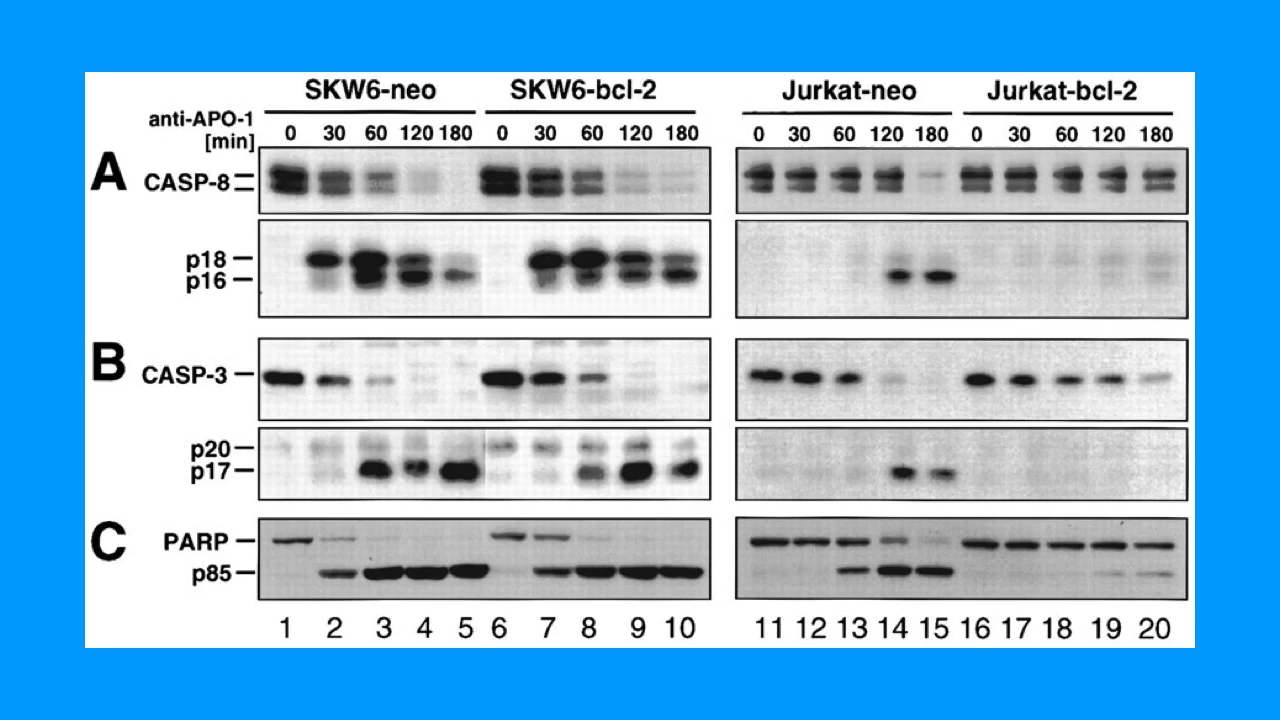 SKW6-neo SKW6-bcl-2 Jurkat-neo Jurkat-bcl-2
anti-APO-1
[min] 0 30 60 120 180 0 30 60 120 180 0 30 60 120 180 0 30 60 120 180
A CASP-8
p18
p16
B CASP-3
p20
p17
C PARP
p85
1 2 3 4 5 6 7 8 9 10 11 12 13 14 15 16 17 18 19 20